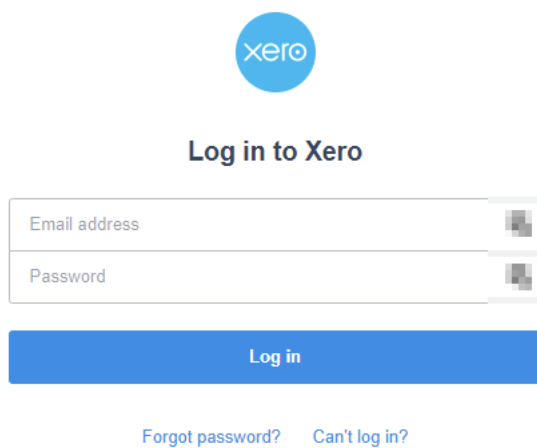 xero
Log in to Xero
Email address
Password
Log in
Forgot password? Can't log in?